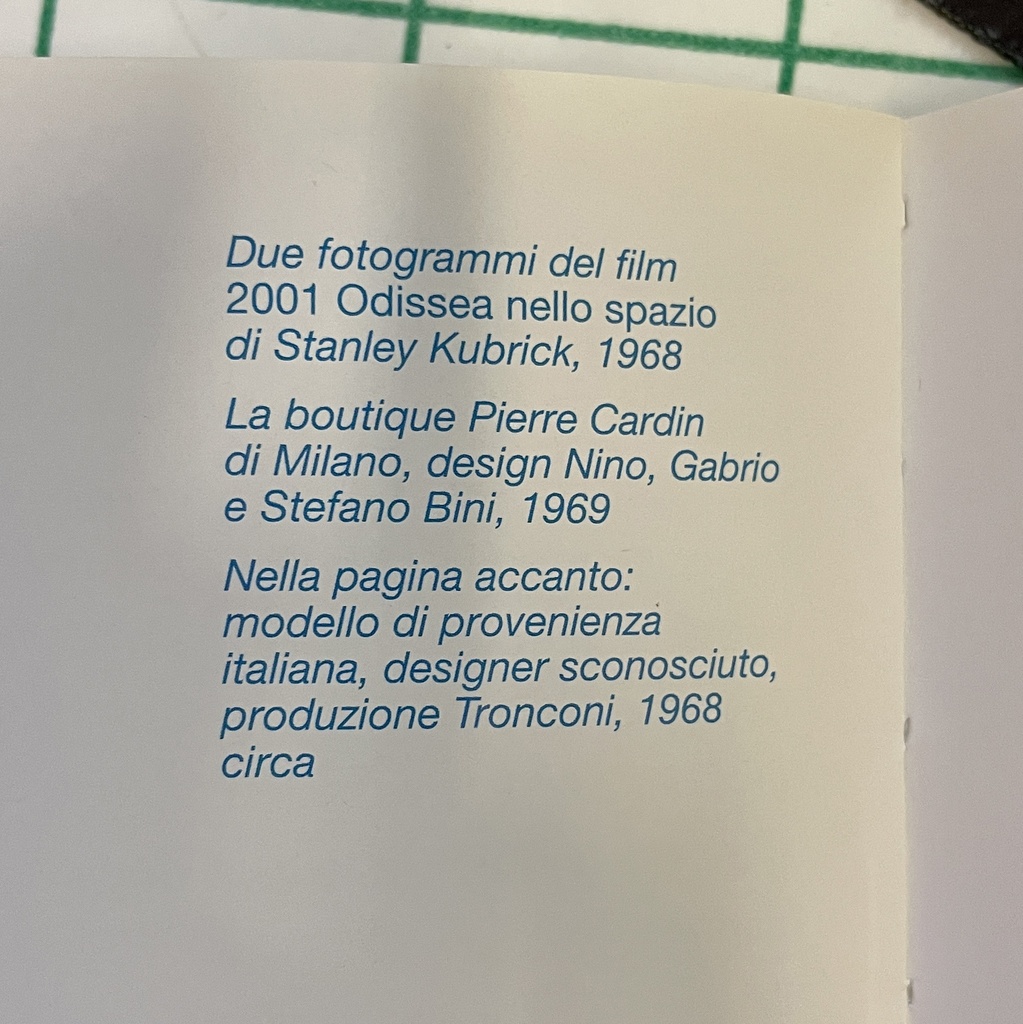 Due fotogrammi del film
2001 Odissea nello spazio
di Stanley Kubrick, 1968
La boutique Pierre Cardin
di Milano, design Nino, Gabrio
e Stefano Bini, 1969
Nella pagina accanto:
modello di provenienza
italiana, designer sconosciuto,
produzione Tronconi, 1968
circa